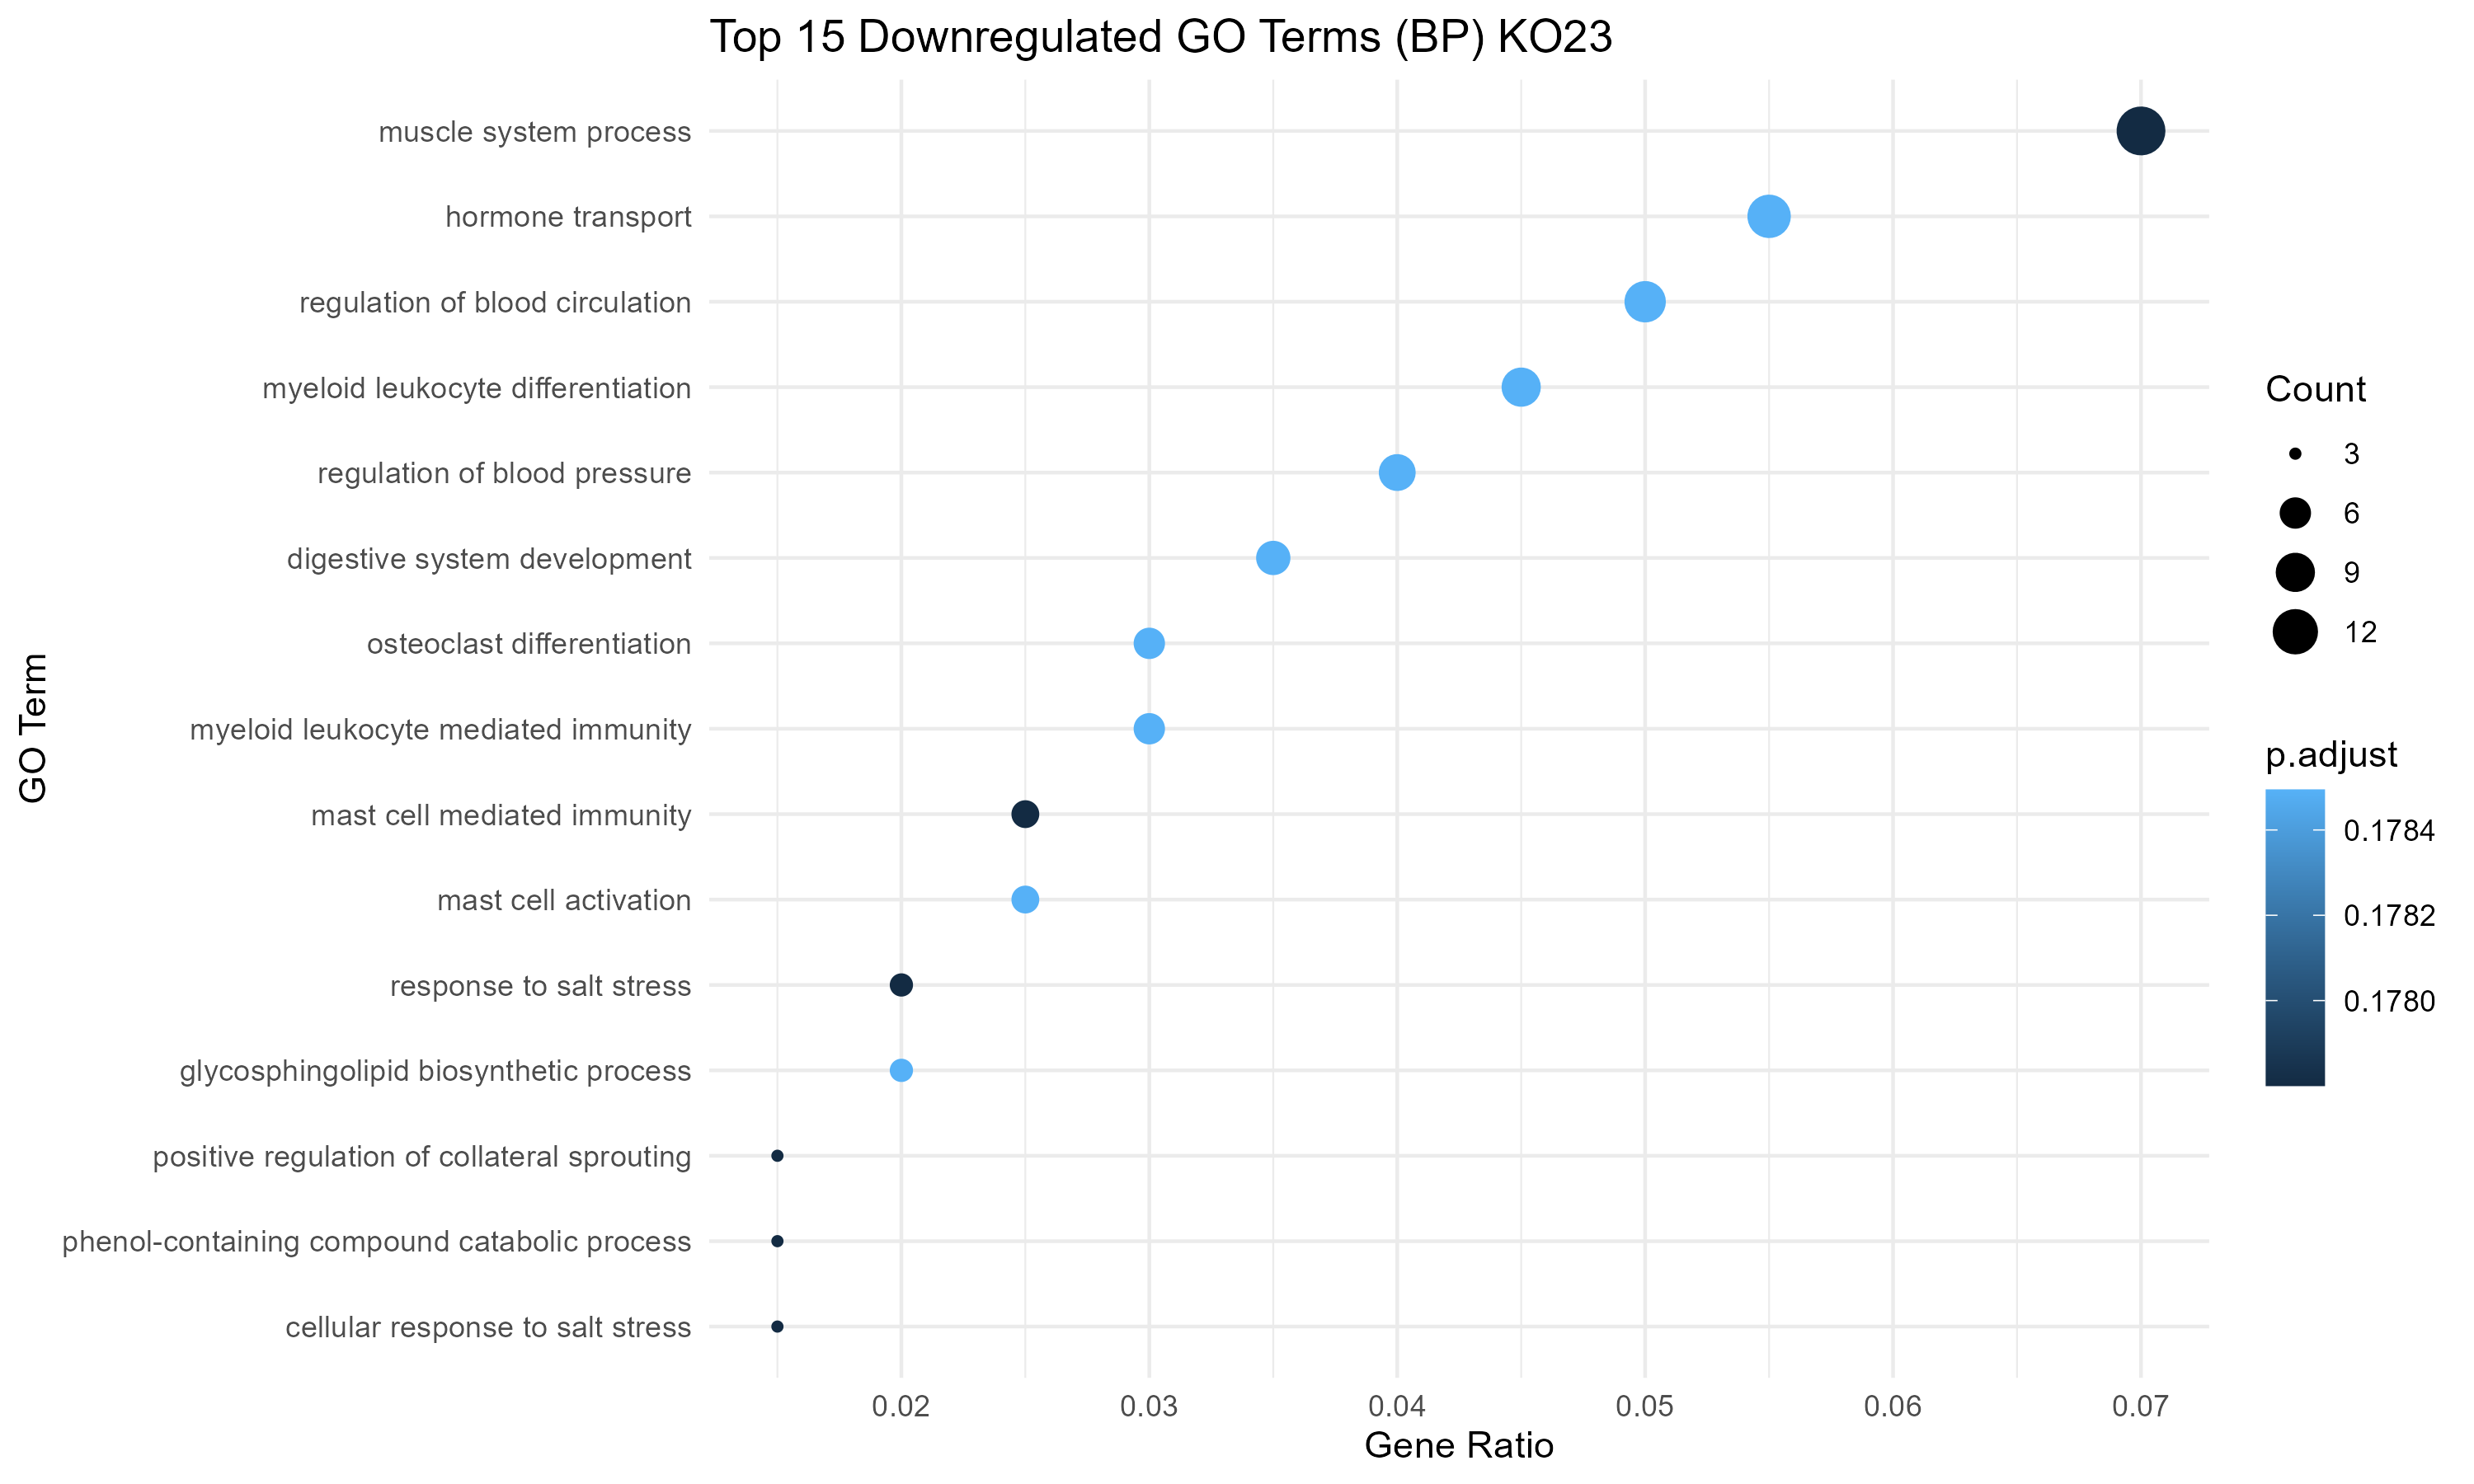 Top 15 Downregulated GO Terms (BP) KO23
GO Term
muscle system process
hormone transport
regulation of blood circulation
myeloid leukocyte differentiation
regulation of blood pressure
digestive system development
osteoclast differentiation
myeloid leukocyte mediated immunity
mast cell mediated immunity
mast cell activation
response to salt stress
glycosphingolipid biosynthetic process
positive regulation of collateral sprouting
phenol-containing compound catabolic process
cellular response to salt stress
0.02 0.03 0.04 0.05 0.06 0.07
Gene Ratio
Count
3
6
9
12
p.adjust
0.1784
0.1782
0.1780